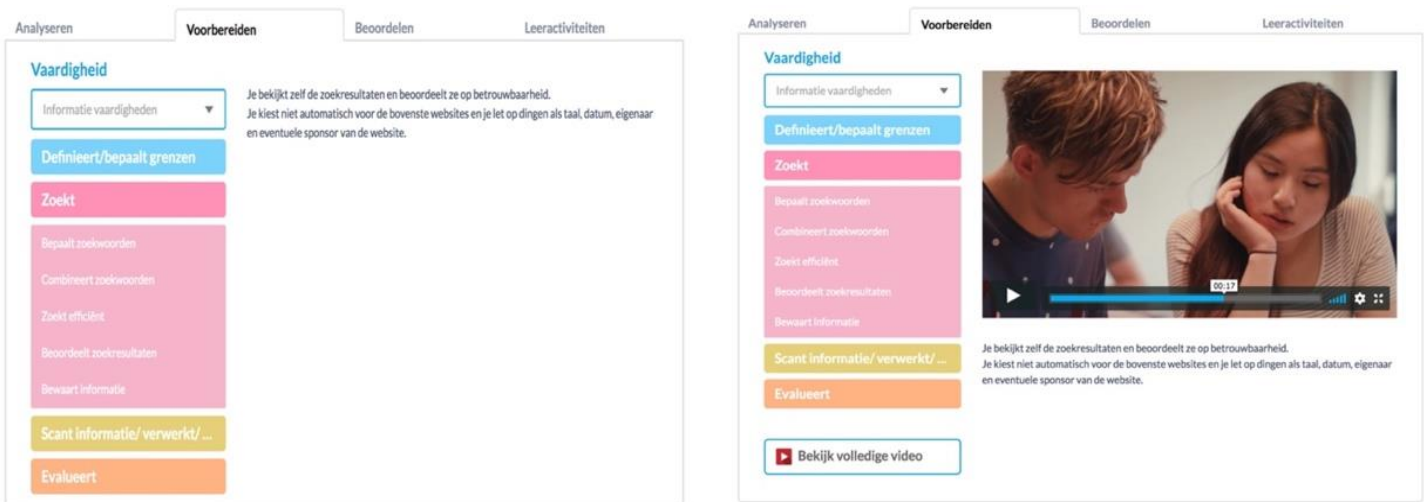 Analyseren
Voorbereiden
Beoordelen
Leeractiviteiten
Vaardigheid
Informatie vaardigheden
Definieert/bepaalt grenzen
Zoekt
Bepaalt zoekwoorden
Combineert zoekwoorden
Zoekt efficiënt
Beoordeelt zoekresultaten
Bewaart informatie
Scant informatie/ verwerkt/ ...
Evalueert
Je bekijkt zelf de zoekresultaten en beoordeelt ze op betrouwbaarheid.
Je kiest niet automatisch voor de bovenste websites en je let op dingen als taal, datum, eigenaar
en eventuele sponsor van de website.
Analyseren
Voorbereiden
Beoordelen
Leeractiviteiten
Vaardigheid
Informatie vaardigheden
Definieert/bepaalt grenzen
Zoekt
Bepaalt zoekwoorden
Combineert zoekwoorden
Zoekt efficiënt
Beoordeelt zoekresultaten
Bewaart informatie
Scant informatie/ verwerkt/ ...
Evalueert
Bekijk volledige video
00:17
Je bekijkt zelf de zoekresultaten en beoordeelt ze op betrouwbaarheid.
Je kiest niet automatisch voor de bovenste websites en je let op dingen als taal, datum, eigenaar
en eventuele sponsor van de website.